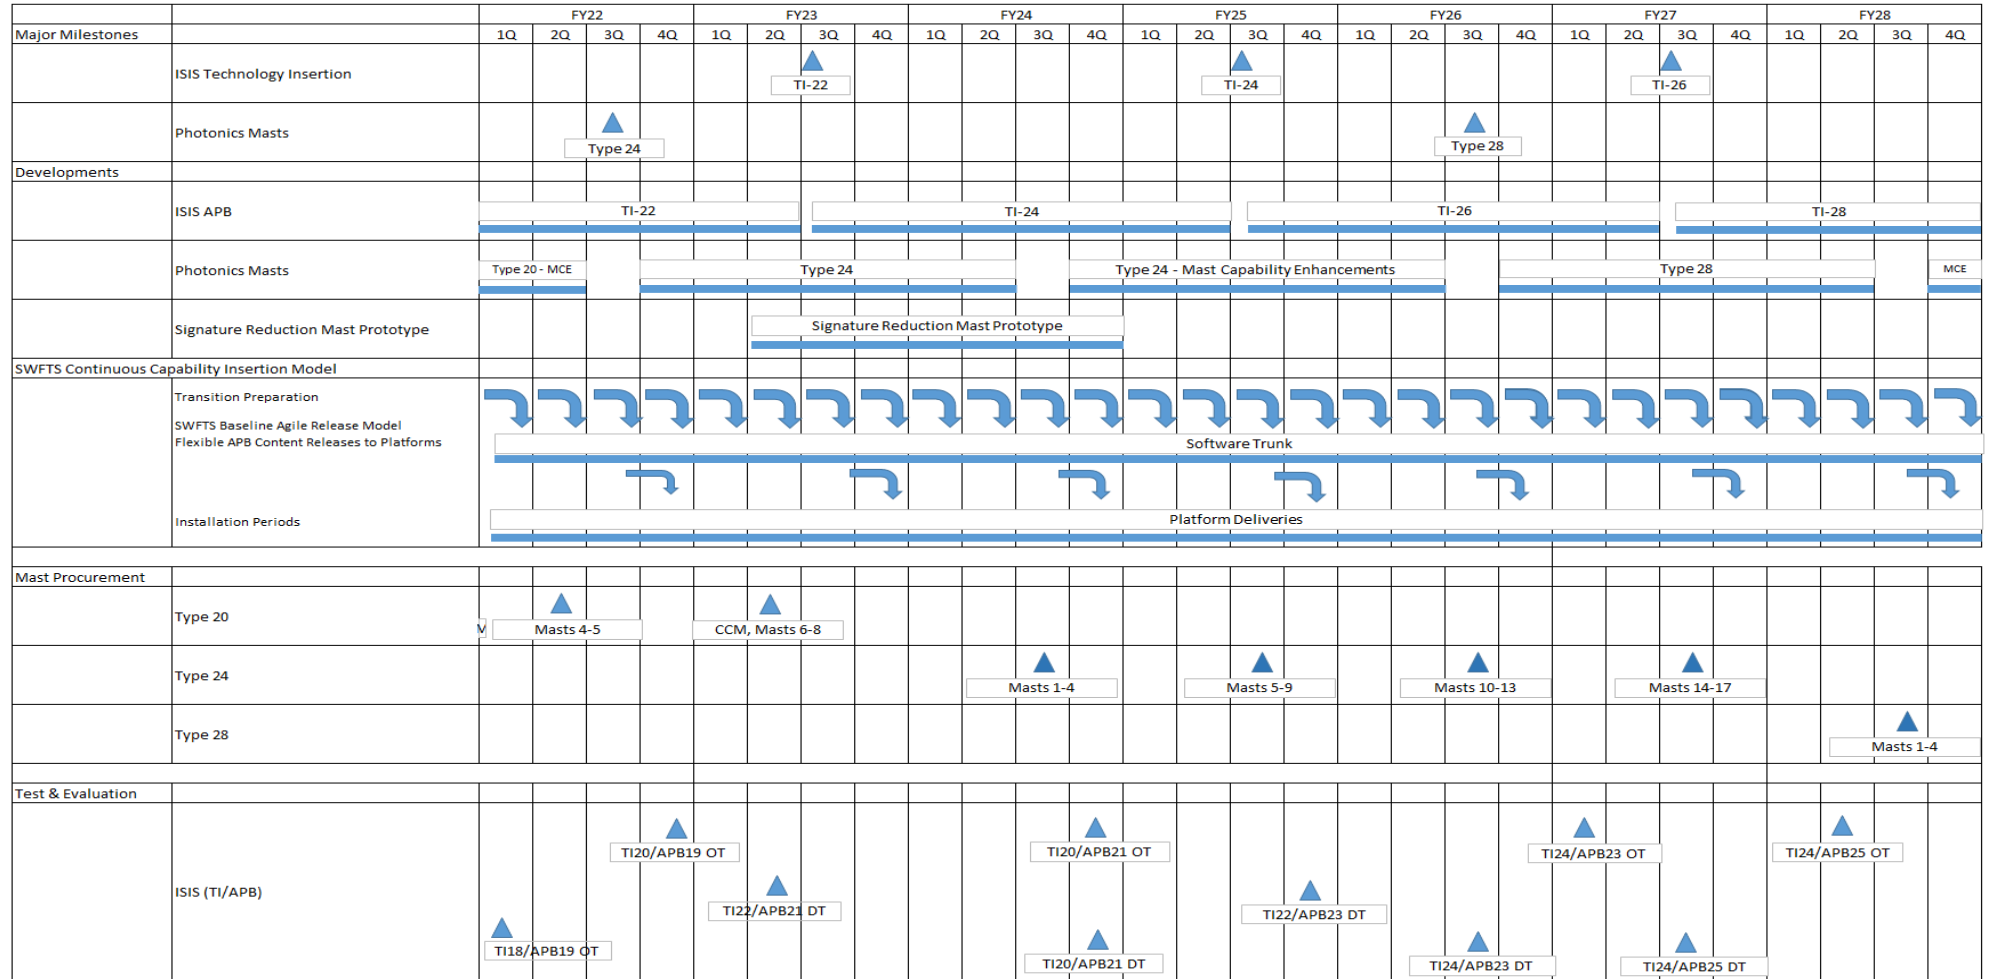 FY22 FY23 FY24 FY25 FY26 FY27 FY28
Major Milestones 1Q 2Q 3Q 4Q 1Q 2Q 3Q 4Q 1Q 2Q 3Q 4Q 1Q 2Q 3Q 4Q 1Q 2Q 3Q 4Q 1Q 2Q 3Q 4Q 1Q 2Q 3Q 4Q
ISIS Technology Insertion
TI-22 TI-24 TI-26
Photonics Masts
Type 24 Type 28
Developments
ISIS APB TI-22 TI-24 TI-26 TI-28
Photonics Masts Type 20 - MCE Type 24 Type 24 - Mast Capability Enhancements Type 28 MCE
Signature Reduction Mast Prototype Signature Reduction Mast Prototype
SWFTS Continuous Capability Insertion Model
Transition Preparation
SWFTS Baseline Agile Release Model
Flexible APB Content Releases to Platforms Software Trunk
Installation Periods Platform Deliveries
Mast Procurement
Type 20
M Masts 4-5 CCM, Masts 6-8
Type 24
Masts 1-4 Masts 5-9 Masts 10-13 Masts 14-17
Type 28
Masts 1-4
Test & Evaluation
TI20/APB19 OT TI20/APB21 OT TI24/APB23 OT TI24/APB25 OT
ISIS (TI/APB)
TI22/APB21 DT TI22/APB23 DT
TI18/APB19 OT TI20/APB21 DT TI24/APB23 DT TI24/APB25 DT